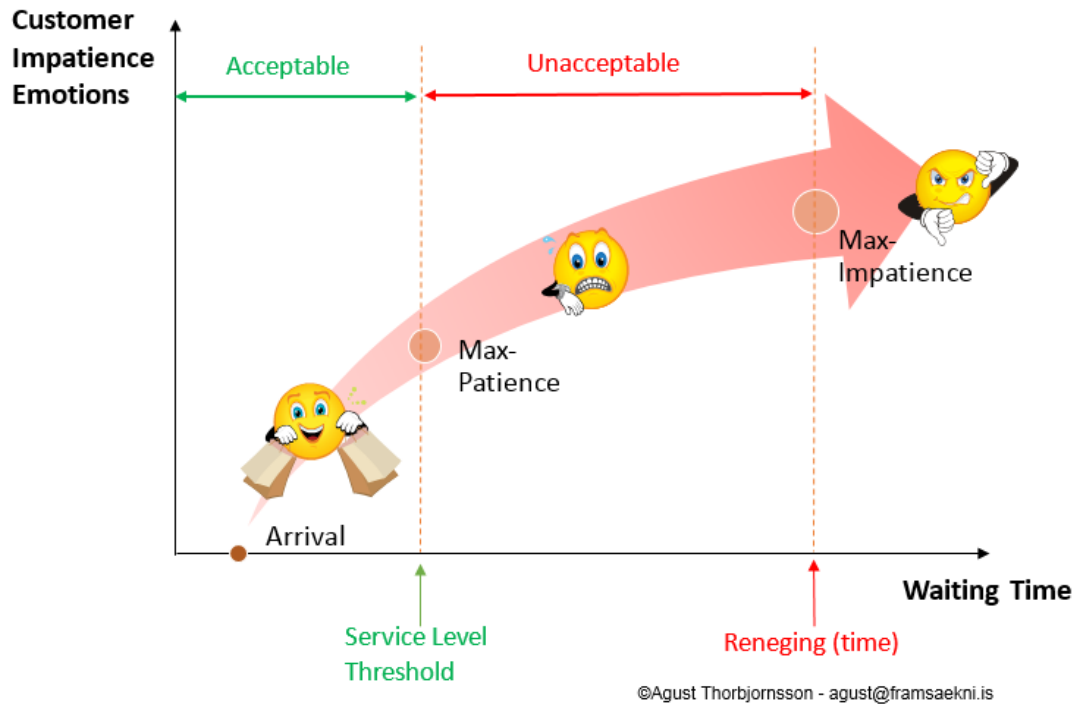 Customer
Impatience
Emotions
Acceptable
Unacceptable
Max-
Impatience
Max-
Patience
Arrival
Waiting Time
Service Level
Threshold
Reneging (time)
©Agust Thorbjornsson - agust@framsaekni.is